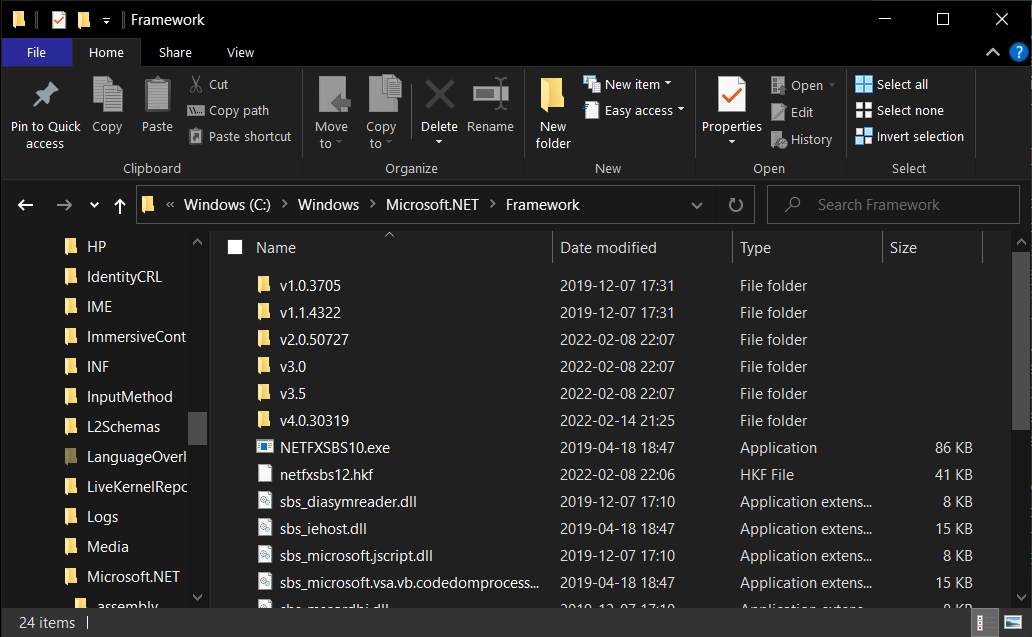 Framework
File Home Share View ?
Pin to Quick access
Copy
Paste
Cut
Copy path
Paste shortcut
Clipboard
Move to
Copy to
Delete
Rename
Organize
New folder
New item
Easy access
New
Properties
Open
Edit
History
Open
Select all
Select none
Invert selection
Select
« Windows (C:) > Windows > Microsoft.NET > Framework
Search Framework
HP
IdentityCRL
IME
ImmersiveCont
INF
InputMethod
L2Schemas
LanguageOverl
LiveKernelRepc
Logs
Media
Microsoft.NET
assembly
Name Date modified Type Size
v1.0.3705 2019-12-07 17:31 File folder
v1.1.4322 2019-12-07 17:31 File folder
v2.0.50727 2022-02-08 22:07 File folder
v3.0 2022-02-08 22:07 File folder
v3.5 2022-02-08 22:07 File folder
v4.0.30319 2022-02-14 21:25 File folder
NETFXSBS10.exe 2019-04-18 18:47 Application 86 KB
netfxsbs12.hkf 2022-02-08 22:06 HKF File 41 KB
sbs_diasymreader.dll 2019-12-07 17:10 Application extens... 8 KB
sbs_iehost.dll 2019-04-18 18:47 Application extens... 15 KB
sbs_microsoft.jscript.dll 2019-12-07 17:10 Application extens... 8 KB
sbs_microsoft.vsa.vb.codedomprocess... 2019-04-18 18:47 Application extens... 15 KB
2019-12-07 17:10 Application extens... 8 KB
24 items